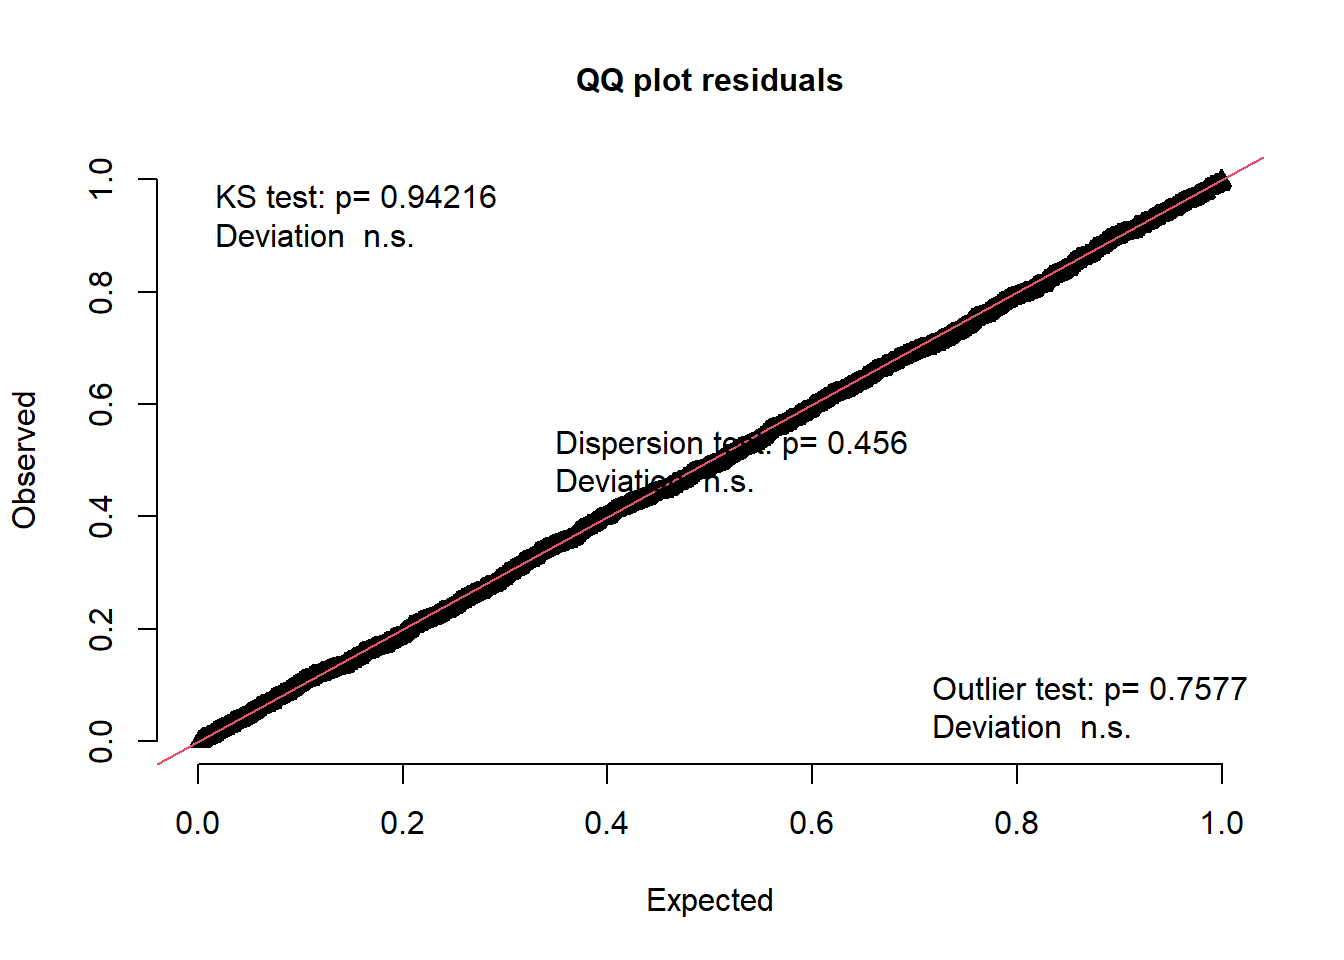 QQ plot residuals
KS test: p= 0.94216
Deviation  n.s.
Dispersion test: p= 0.456
Deviation  n.s.
Outlier test: p= 0.7577
Deviation  n.s.
Observed
0.0
0.2
0.4
0.6
0.8
1.0
0.0 0.2 0.4 0.6 0.8 1.0
Expected